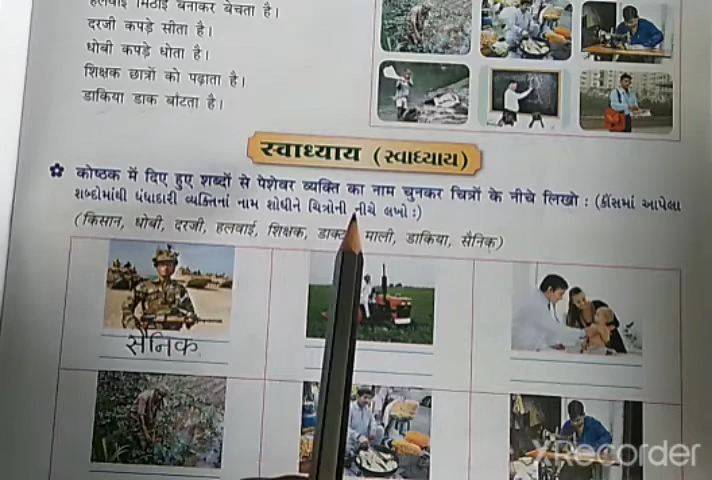 हलवाई मिठाई बनाकर बेचता है।
दरजी कपड़े सीता है।
धोबी कपड़े धोता है।
शिक्षक छात्रों को पढ़ाता है।
डाकिया डाक बाँटता है।
स्वाध्याय (સ્વાધ્યાય)
कोष्ठक में दिए हुए शब्दों से पेशेवर व्यक्ति का नाम चुनकर चित्रों के नीचे लिखो : (કૌંસમાં આપેલા
શબ્દોમાંથી ધંધાદારી વ્યક્તિનાં નામ શોધીને ચિત્રોની નીચે લખો :)
(किसान, धोबी, दरजी, हलवाई, शिक्षक, माली, डाकिया, सैनिक)
सैनिक
XRecorder